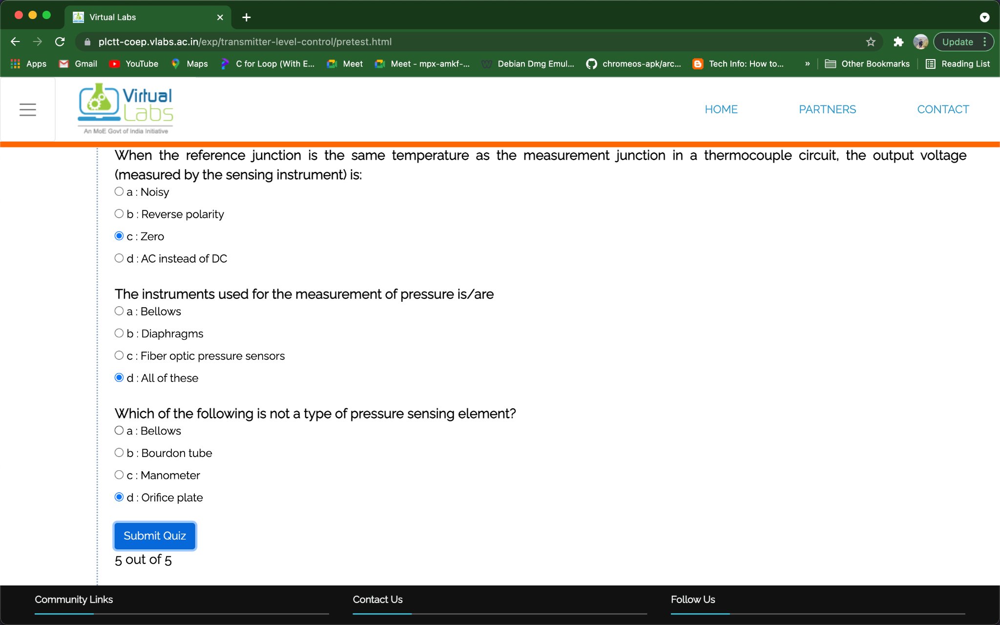 Virtual Labs
plctt-coep.vlabs.ac.in/exp/transmitter-level-control/pretest.html
Update
Apps Gmail YouTube Maps C for Loop (With E... Meet Meet - mpx-amkf-... Debian Dmg Emul... chromeos-apk/arc... Tech Info: How to... » Other Bookmarks Reading List
Virtual
Labs
An MoE Govt of India Initiative
HOME PARTNERS CONTACT
When the reference junction is the same temperature as the measurement junction in a thermocouple circuit, the output voltage
(measured by the sensing instrument) is:
a : Noisy
b : Reverse polarity
c : Zero
d : AC instead of DC
The instruments used for the measurement of pressure is/are
a : Bellows
b : Diaphragms
c : Fiber optic pressure sensors
d : All of these
Which of the following is not a type of pressure sensing element?
a : Bellows
b : Bourdon tube
c : Manometer
d : Orifice plate
Submit Quiz
5 out of 5
Community Links Contact Us Follow Us